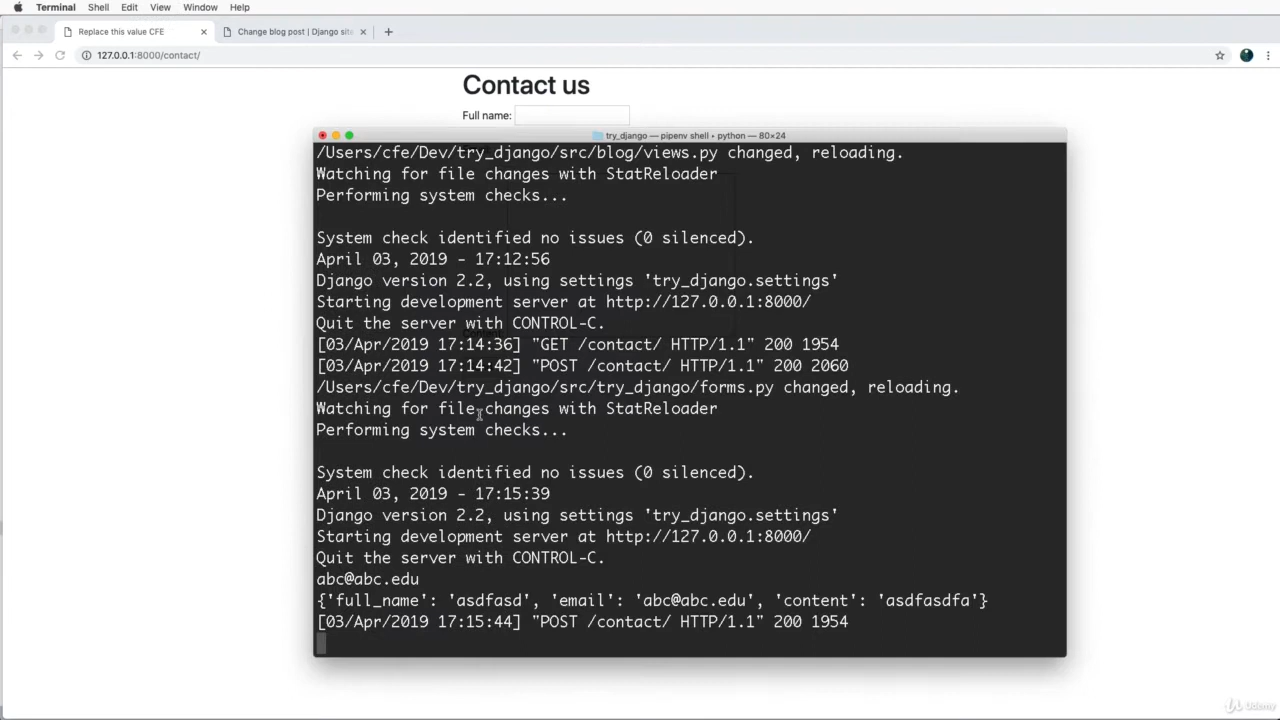 Terminal Shell Edit View Window Help
Replace this value CFE
Change blog post | Django sit
127.0.0.1:8000/contact/
Contact us
Full name:
try_django — pipenv shell • python — 80×24
/Users/cfe/Dev/try_django/src/blog/views.py changed, reloading.
Watching for file changes with StatReloader
Performing system checks...
System check identified no issues (0 silenced).
April 03, 2019 - 17:12:56
Django version 2.2, using settings 'try_django.settings'
Starting development server at http://127.0.0.1:8000/
Quit the server with CONTROL-C.
[03/Apr/2019 17:14:36] "GET /contact/ HTTP/1.1" 200 1954
[03/Apr/2019 17:14:42] "POST /contact/ HTTP/1.1" 200 2060
/Users/cfe/Dev/try_django/src/try_django/forms.py changed, reloading.
Watching for file changes with StatReloader
Performing system checks...
System check identified no issues (0 silenced).
April 03, 2019 - 17:15:39
Django version 2.2, using settings 'try_django.settings'
Starting development server at http://127.0.0.1:8000/
Quit the server with CONTROL-C.
abc@abc.edu
{'full_name': 'asdfasd', 'email': 'abc@abc.edu', 'content': 'asdfasdfa'}
[03/Apr/2019 17:15:44] "POST /contact/ HTTP/1.1" 200 1954
Udemy